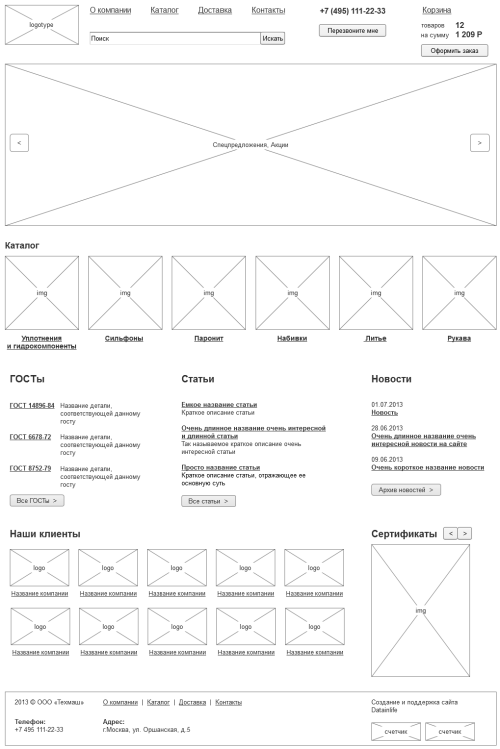 logotype
О компании Каталог Доставка Контакты
+7 (495) 111-22-33
Перезвоните мне
Поиск Искать
Корзина
товаров 12
на сумму 1 209 Р
Оформить заказ
< Спецпредложения, Акции >
Каталог
img img img img img img
Уплотнения
и гидрокомпоненты
Сильфоны
Паронит
Набивки
Литье
Рукава
ГОСТы
ГОСТ 14896-84 Название детали,
соответствующей данному
госту
ГОСТ 6678-72 Название детали,
соответствующей данному
госту
ГОСТ 8752-79 Название детали,
соответствующей данному
госту
Все ГОСТы >
Статьи
Емкое название статьи
Краткое описание статьи
Очень длинное название очень интересной
и длинной статьи
Так называемое краткое описание очень
интересной статьи
Просто название статьи
Краткое описание статьи, отражающее ее
основную суть
Все статьи >
Новости
01.07.2013
Новость
28.06.2013
Очень длинное название очень
интересной новости на сайте
09.06.2013
Очень короткое название новости
Архив новостей >
Наши клиенты
logo logo logo logo logo
Название компании Название компании Название компании Название компании Название компании
logo logo logo logo logo
Название компании Название компании Название компании Название компании Название компании
Сертификаты < >
img
2013 © ООО «Техмаш»
О компании | Каталог | Доставка | Контакты
Телефон:
+7 495 111-22-33
Адрес:
г.Москва, ул. Оршанская, д.5
Создание и поддержка сайта
Datainlife
счетчик счетчик